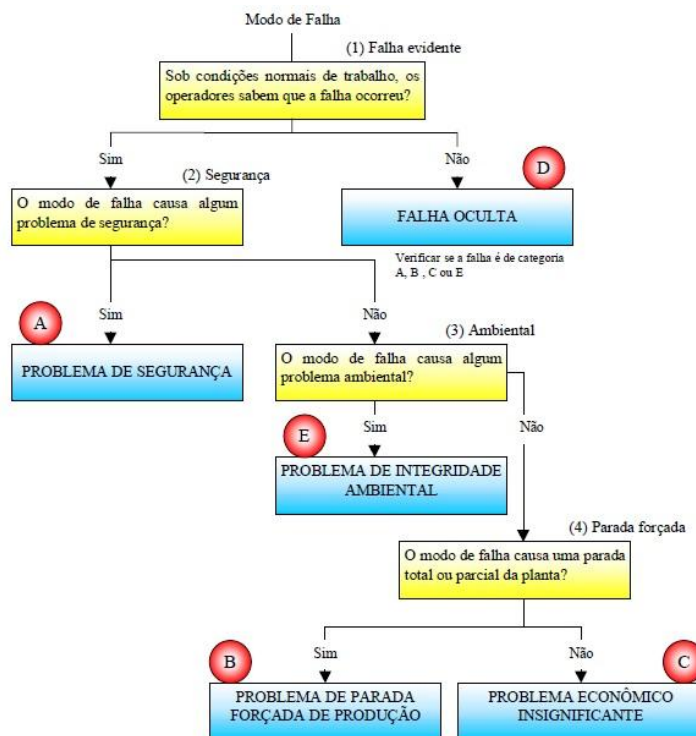 Modo de Falha
(1) Falha evidente
Sob condições normais de trabalho, os
operadores sabem que a falha ocorreu?
Sim
Não
D
(2) Segurança
O modo de falha causa algum
problema de segurança?
FALHA OCULTA
Verificar se a falha é de categoria
A, B , C ou E
A
Sim
Não
(3) Ambiental
PROBLEMA DE SEGURANÇA
O modo de falha causa algum
problema ambiental?
E
Sim
Não
PROBLEMA DE INTEGRIDADE
AMBIENTAL
(4) Parada forçada
O modo de falha causa uma parada
total ou parcial da planta?
B
Sim
Não
C
PROBLEMA DE PARADA
FORÇADA DE PRODUÇÃO
PROBLEMA ECONÔMICO
INSIGNIFICANTE